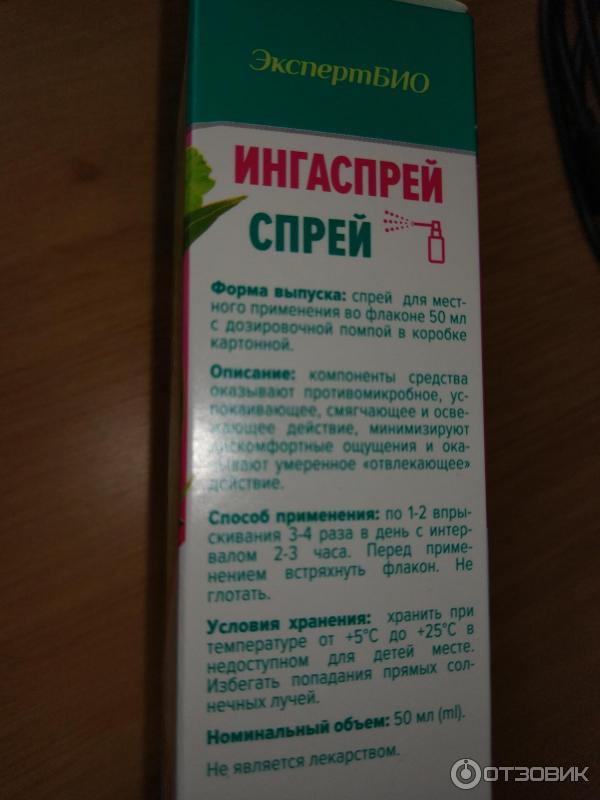 ЭкспертБИО
ИНГАСПРЕЙ
СПРЕЙ
Форма выпуска: спрей для мест-
ного применения во флаконе 50 мл
с дозировочной помпой в коробке
картонной.
Описание: компоненты средства
оказывают противомикробное, ус-
покаивающее, смягчающее и осве-
жающее действие, минимизируют
дискомфортные ощущения и ока-
зывают умеренное «отвлекающее»
действие.
Способ применения: по 1-2 впры-
скивания 3-4 раза в день с интер-
валом 2-3 часа. Перед приме-
нением встряхнуть флакон. Не
глотать.
Условия хранения: хранить при
температуре от +5°C до +25°C в
недоступном для детей месте.
Избегать попадания прямых сол-
нечных лучей.
Номинальный объем: 50 мл (ml).
Не является лекарством.
ОТЗОВИК